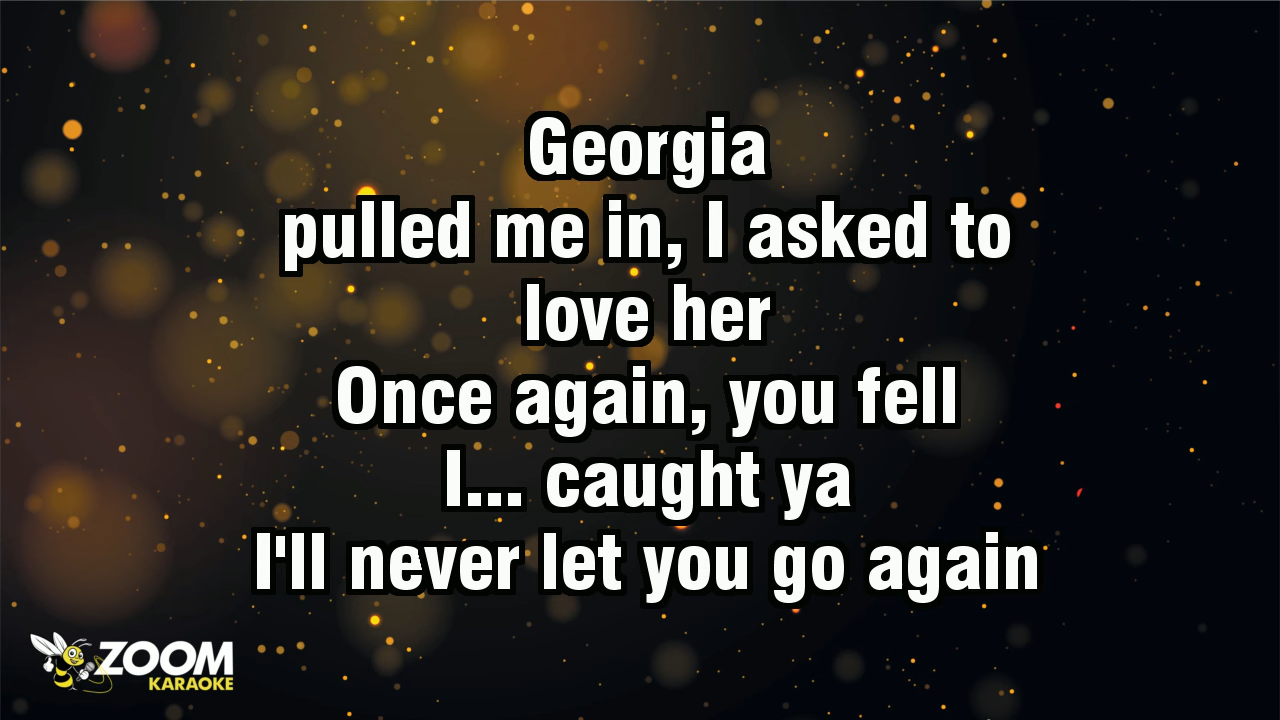 Georgia
pulled me in, I asked to
love her
Once again, you fell
I... caught ya
I'll never let you go again
ZOOM
KARAOKE